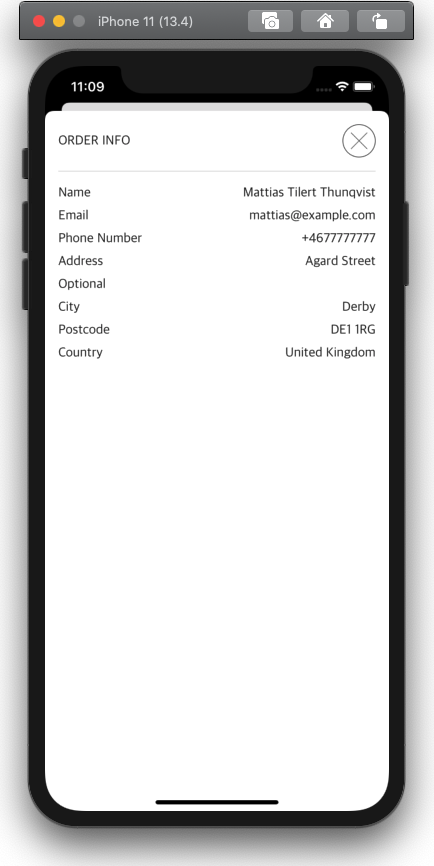 iPhone 11 (13.4)
11:09
ORDER INFO
Name Mattias Tilert Thunqvist
Email mattias@example.com
Phone Number +4677777777
Address Agard Street
Optional
City Derby
Postcode DE1 1RG
Country United Kingdom